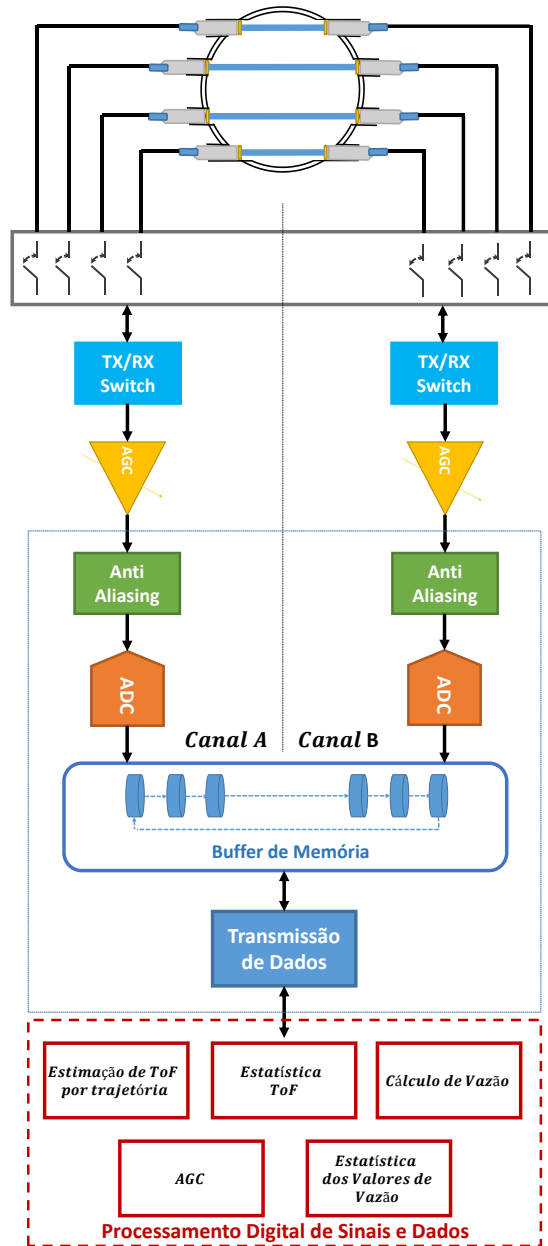 TX/RX
Switch
TX/RX
Switch
AGC
AGC
Anti
Aliasing
Anti
Aliasing
ADC
ADC
Canal A
Canal B
Buffer de Memória
Transmissão
de Dados
Estimação de ToF
por trajetória
Estatística
ToF
Cálculo de Vazão
AGC
Estatística
dos Valores de
Vazão
Processamento Digital de Sinais e Dados